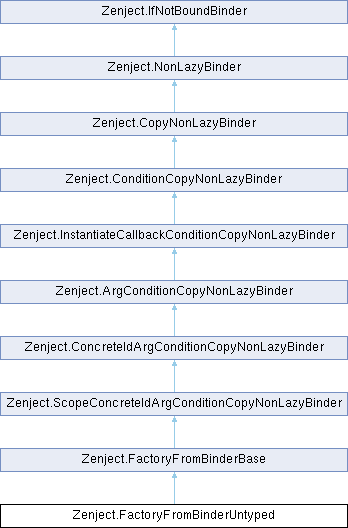 Zenject.IfNotBoundBinder
Zenject.NonLazyBinder
Zenject.CopyNonLazyBinder
Zenject.ConditionCopyNonLazyBinder
Zenject.InstantiateCallbackConditionCopyNonLazyBinder
Zenject.ArgConditionCopyNonLazyBinder
Zenject.ConcreteIdArgConditionCopyNonLazyBinder
Zenject.ScopeConcreteIdArgConditionCopyNonLazyBinder
Zenject.FactoryFromBinderBase
Zenject.FactoryFromBinderUntyped